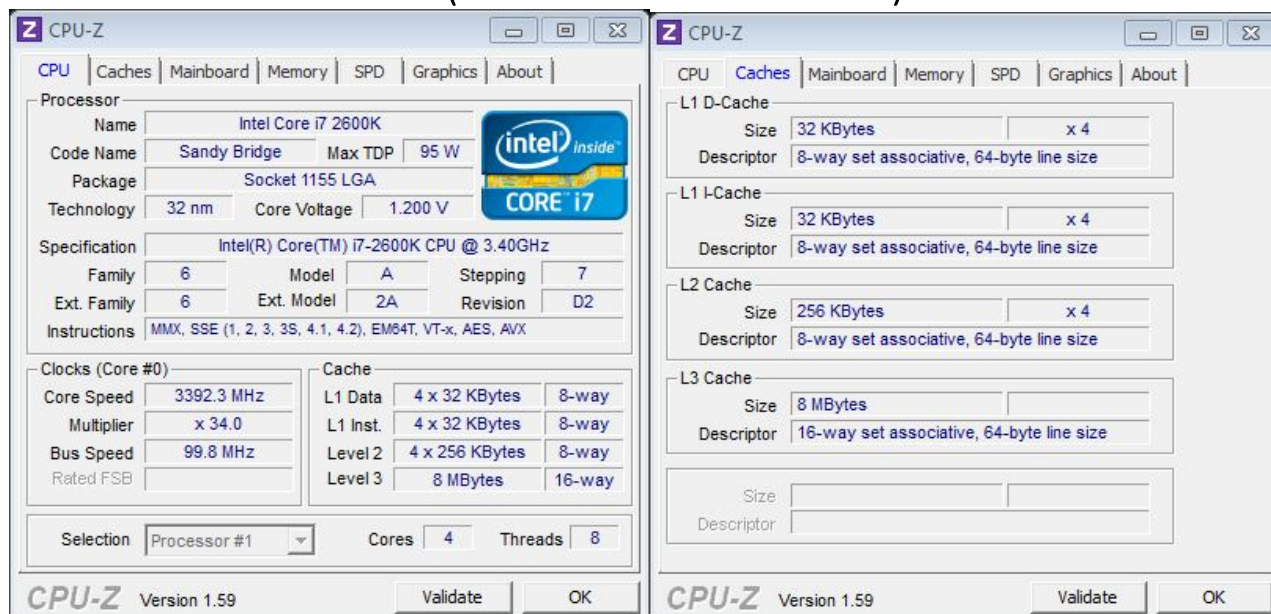 CPU-Z
CPU Caches Mainboard Memory SPD Graphics About
Processor
Name Intel Core i7 2600K
Code Name Sandy Bridge Max TDP 95 W
Package Socket 1155 LGA
Technology 32 nm Core Voltage 1.200 V
intel inside
CORE i7
Specification Intel(R) Core(TM) i7-2600K CPU @ 3.40GHz
Family 6 Model A Stepping 7
Ext. Family 6 Ext. Model 2A Revision D2
Instructions MMX, SSE (1, 2, 3, 3S, 4.1, 4.2), EM64T, VT-x, AES, AVX
Clocks (Core #0)
Core Speed 3392.3 MHz
Multiplier x 34.0
Bus Speed 99.8 MHz
Rated FSB
Cache
L1 Data 4 x 32 KBytes 8-way
L1 Inst. 4 x 32 KBytes 8-way
Level 2 4 x 256 KBytes 8-way
Level 3 8 MBytes 16-way
Selection Processor #1 Cores 4 Threads 8
CPU-Z Version 1.59 Validate OK
CPU-Z
CPU Caches Mainboard Memory SPD Graphics About
L1 D-Cache
Size 32 KBytes x 4
Descriptor 8-way set associative, 64-byte line size
L1 I-Cache
Size 32 KBytes x 4
Descriptor 8-way set associative, 64-byte line size
L2 Cache
Size 256 KBytes x 4
Descriptor 8-way set associative, 64-byte line size
L3 Cache
Size 8 MBytes
Descriptor 16-way set associative, 64-byte line size
Size
Descriptor
CPU-Z Version 1.59 Validate OK